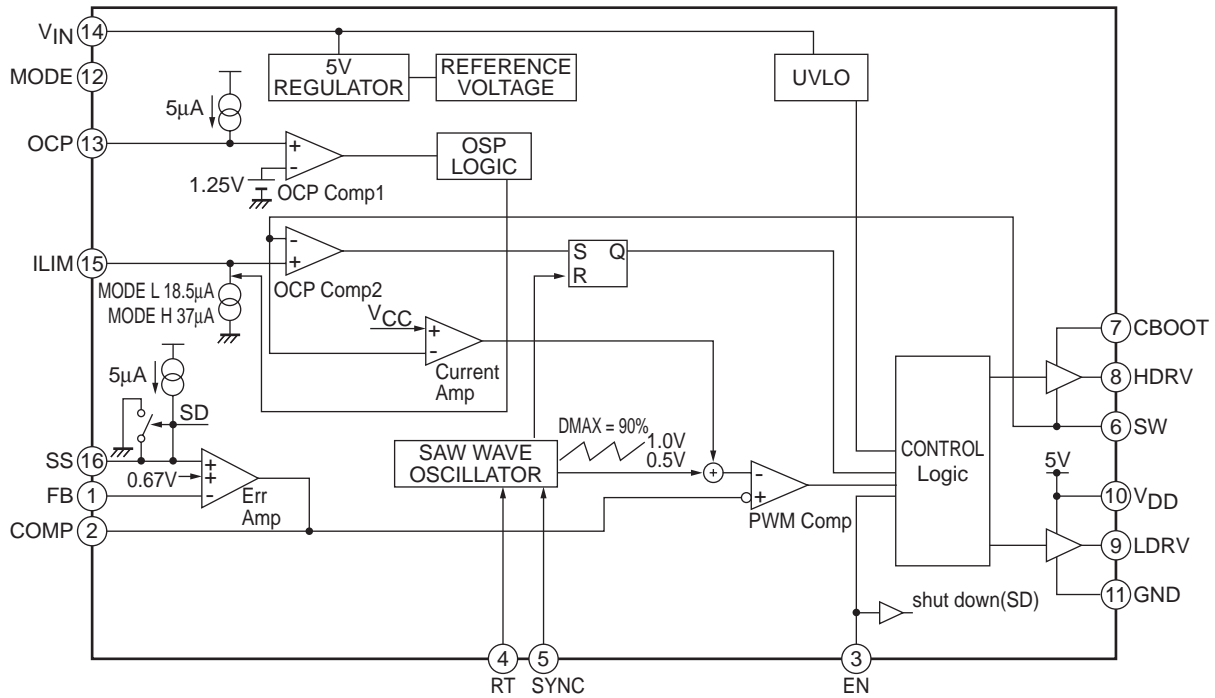 VIN 14
MODE 12
5V
REGULATOR
REFERENCE
VOLTAGE
UVLO
5μA
OCP 13
+
-
1.25V
OCP Comp1
OSP
LOGIC
ILIM 15
-
+
OCP Comp2
MODE L 18.5μA
MODE H 37μA
S Q
R
VCC
+
-
Current
Amp
7 CBOOT
8 HDRV
6 SW
5μA
SD
SS 16
0.67V
FB 1
COMP 2
+
+
-
Err
Amp
SAW WAVE
OSCILLATOR
DMAX = 90%
1.0V
0.5V
+
-
+
PWM Comp
CONTROL
Logic
5V
10 VDD
9 LDRV
11 GND
shut down(SD)
4
RT
5
SYNC
3
EN